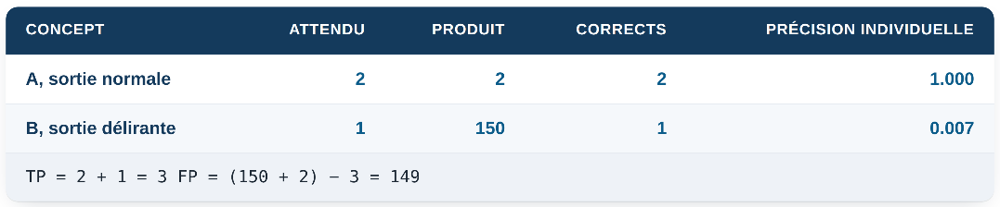 CONCEPT ATTENDU PRODUIT CORRECTS PRÉCISION INDIVIDUELLE
A, sortie normale 2 2 2 1.000
B, sortie délirante 1 150 1 0.007
TP = 2 + 1 = 3 FP = (150 + 2) − 3 = 149